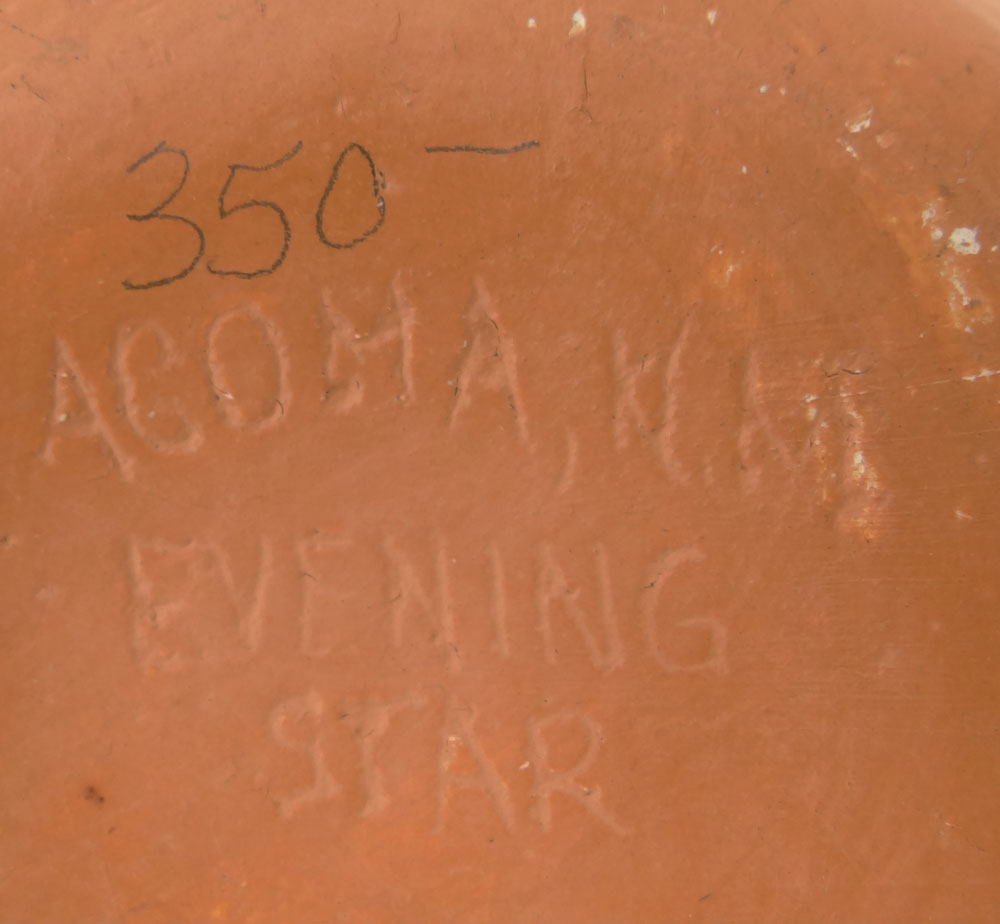 350 —
ACOMA, N.M.
EVENING
STAR